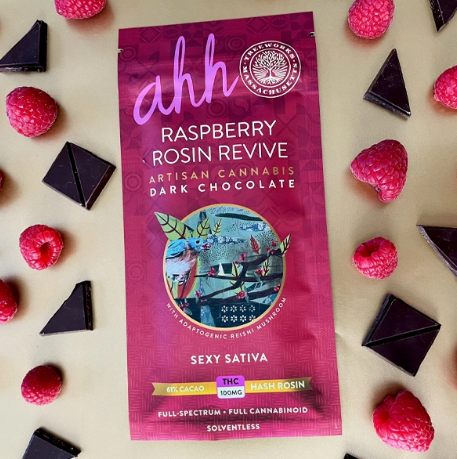 ahh
TREEWORKS
MASSACHUSETTS
RASPBERRY
ROSIN REVIVE
ARTISAN CANNABIS
DARK CHOCOLATE
WITH ADAPTOGENIC REISHI MUSHROOM
SEXY SATIVA
61% CACAO THC 100MG HASH ROSIN
FULL-SPECTRUM • FULL CANNABINOID
SOLVENTLESS